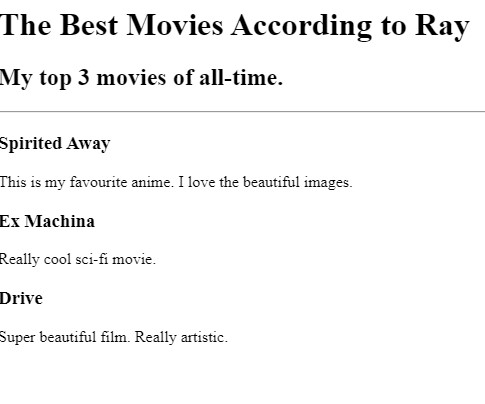 The Best Movies According to Ray
My top 3 movies of all-time.
Spirited Away
This is my favourite anime. I love the beautiful images.
Ex Machina
Really cool sci-fi movie.
Drive
Super beautiful film. Really artistic.